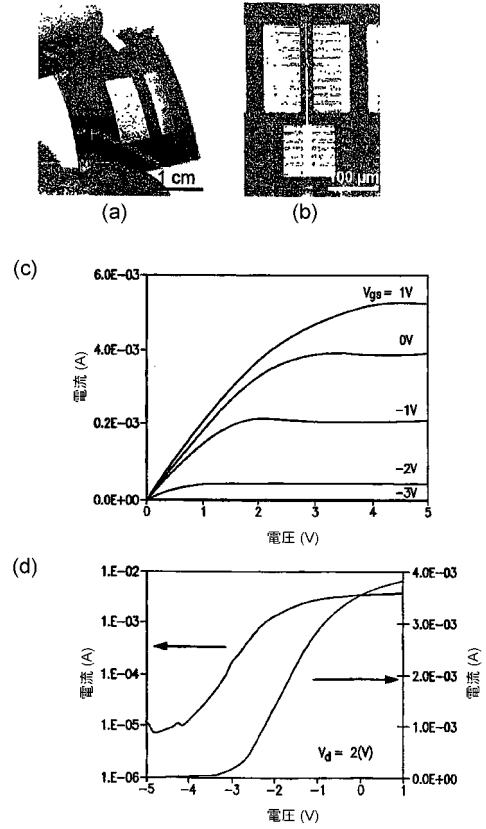 1 cm
100 μm
(a)
(b)
(c)
6.0E-03
4.0E-03
0.2E-03
0.0E+00
電流 (A)
Vgs = 1V
0V
−1V
−2V
−3V
0 1 2 3 4 5
電圧 (V)
(d)
1.E-02
1.E-03
1.E-04
1.E-05
1.E-06
電流 (A)
4.0E-03
3.0E-03
2.0E-03
1.0E-03
0.0E+00
電流 (A)
Vd = 2(V)
−5 −4 −3 −2 −1 0 1
電圧 (V)